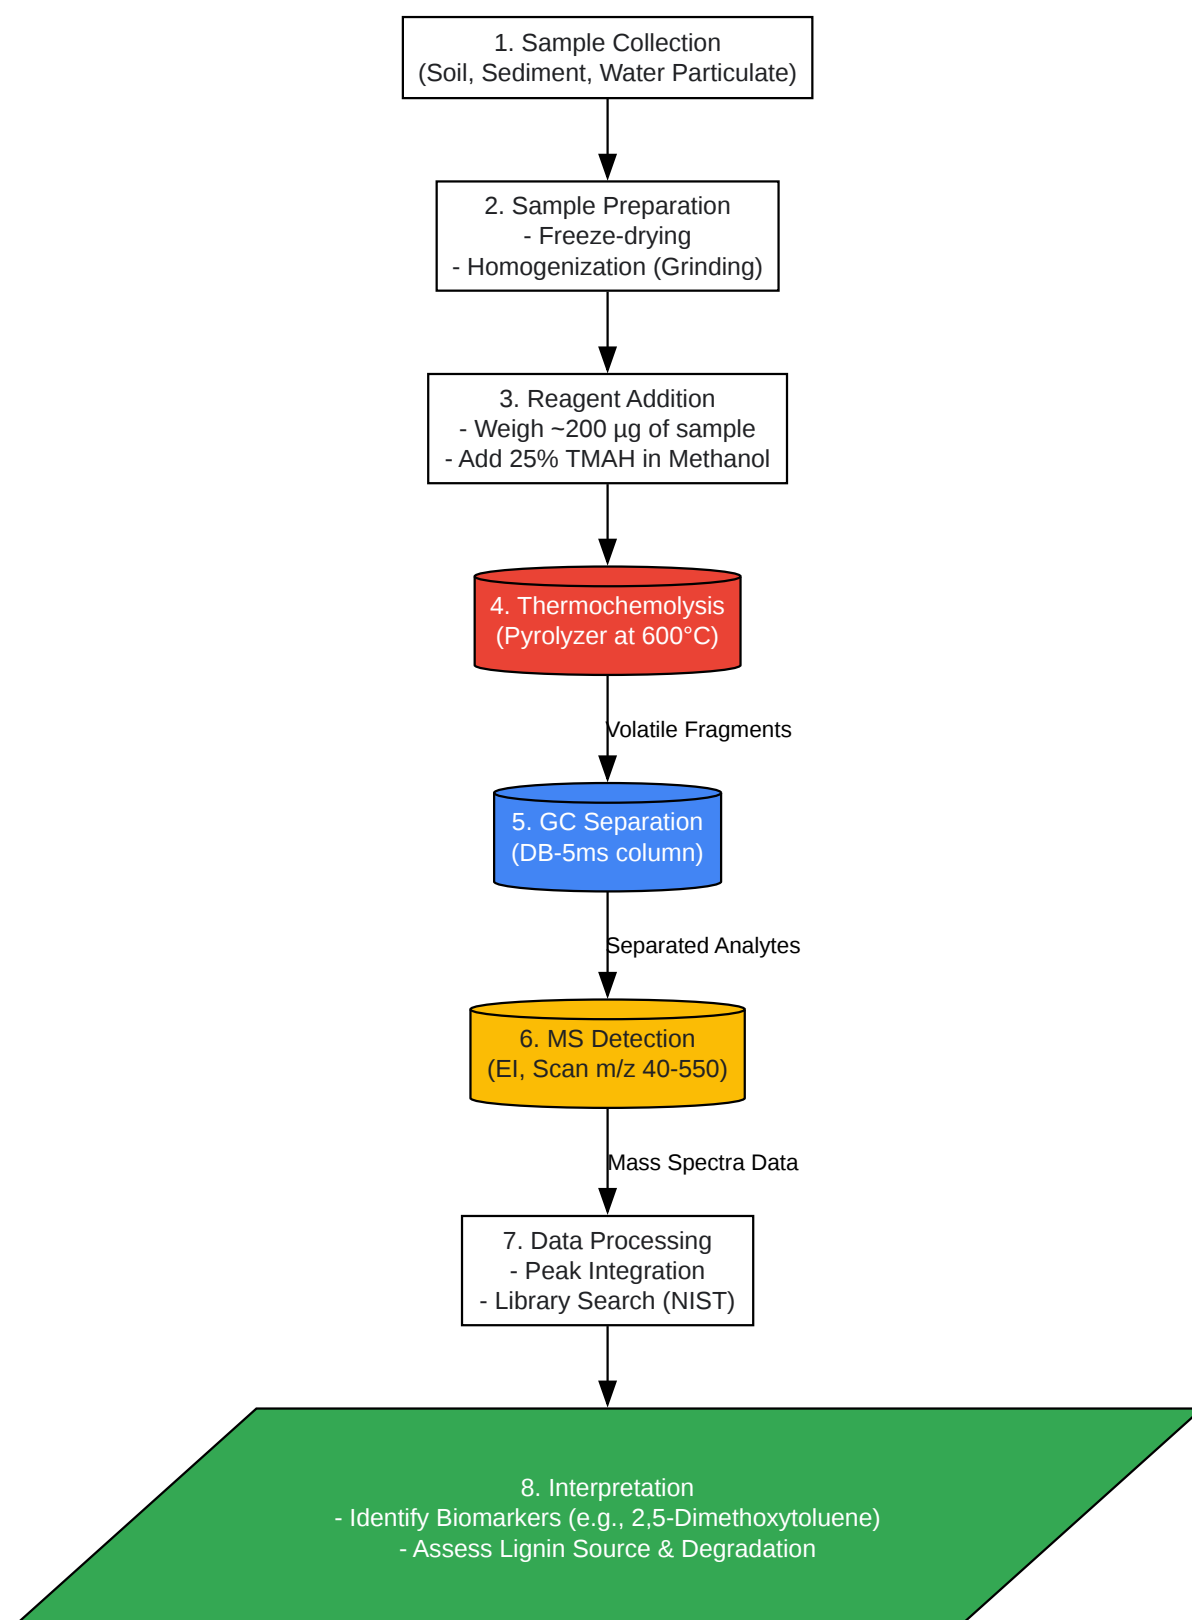 1. Sample Collection
(Soil, Sediment, Water Particulate)
2. Sample Preparation
- Freeze-drying
- Homogenization (Grinding)
3. Reagent Addition
- Weigh ~200 µg of sample
- Add 25% TMAH in Methanol
4. Thermochemolysis
(Pyrolyzer at 600°C)
Volatile Fragments
5. GC Separation
(DB-5ms column)
Separated Analytes
6. MS Detection
(EI, Scan m/z 40-550)
Mass Spectra Data
7. Data Processing
- Peak Integration
- Library Search (NIST)
8. Interpretation
- Identify Biomarkers (e.g., 2,5-Dimethoxytoluene)
- Assess Lignin Source & Degradation